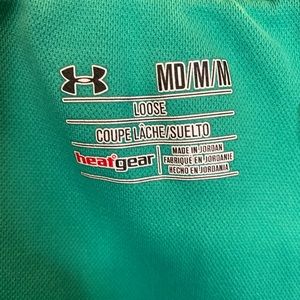 MD/M/M
LOOSE
COUPE LÂCHE/SUELTO
heatgear
MADE IN JORDAN
FABRIQUÉ EN JORDANIE
HECHO EN JORDANIA